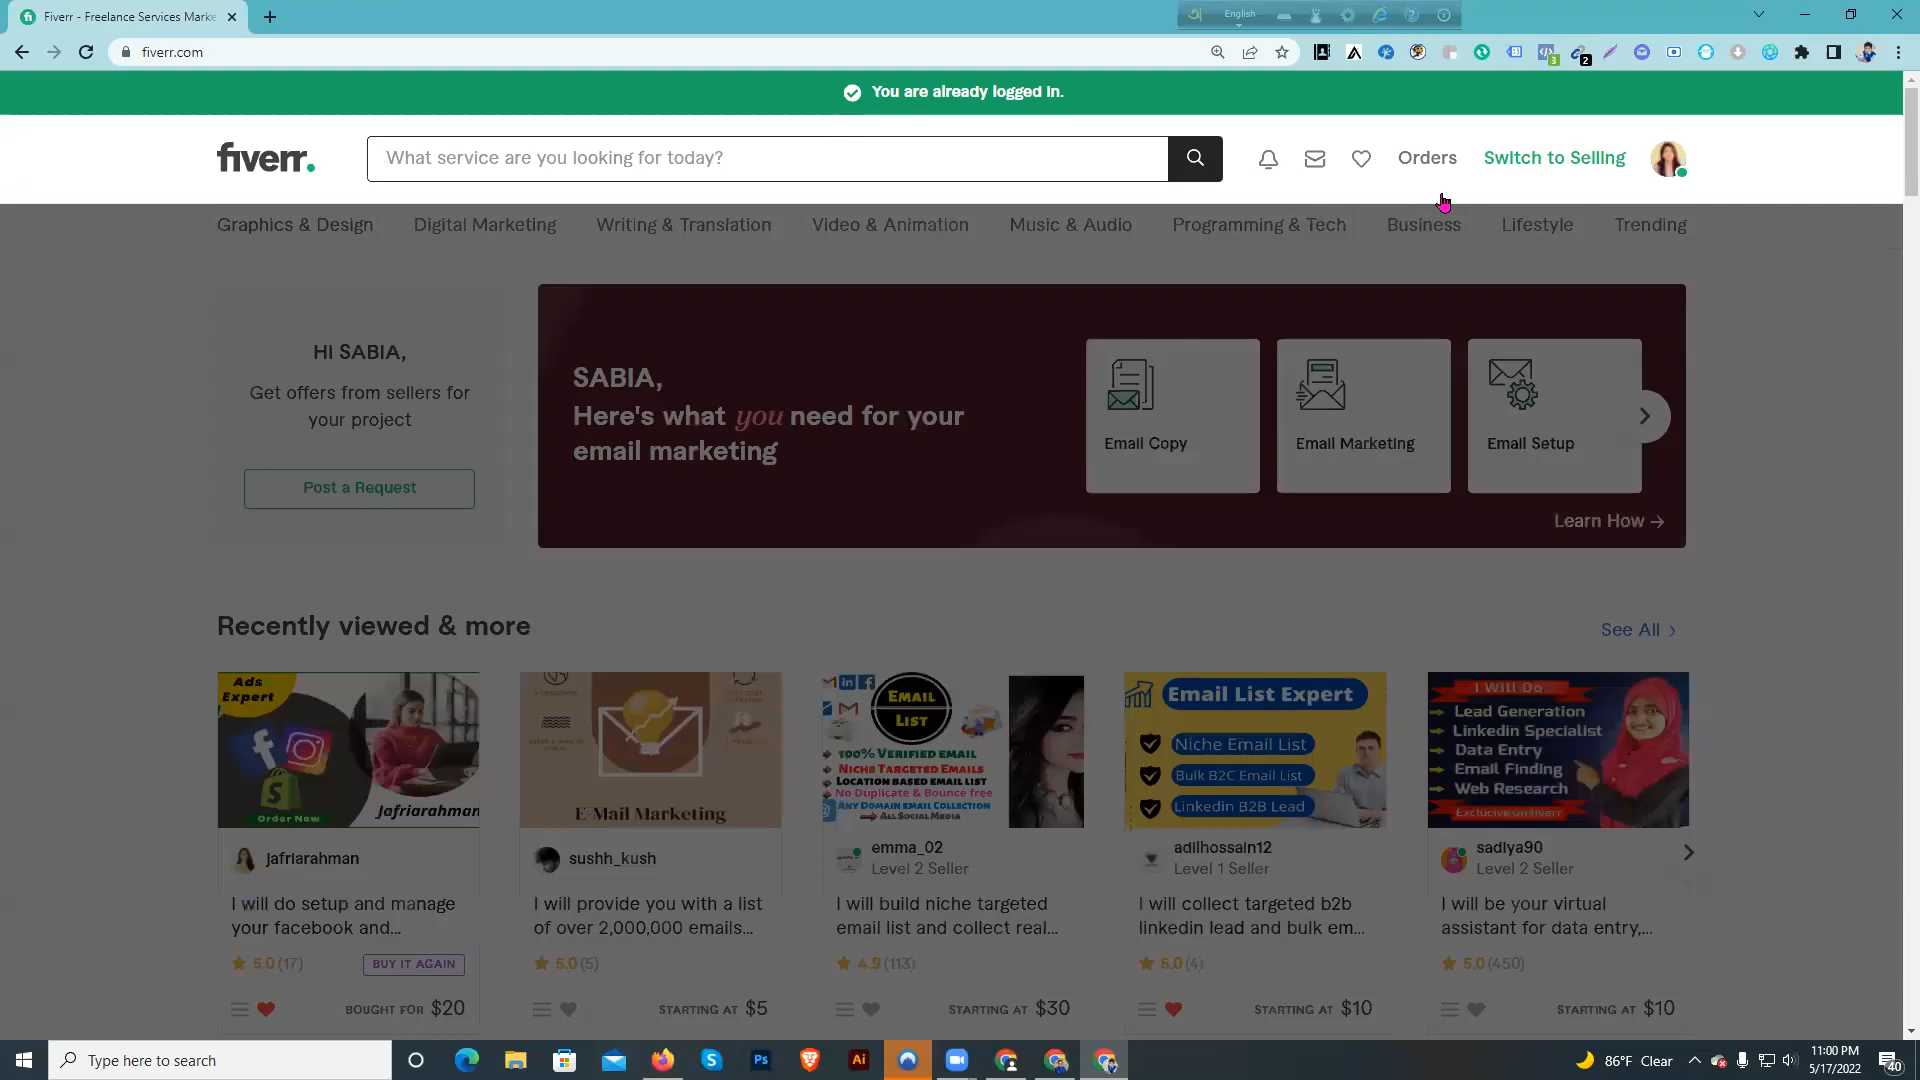 Fiverr - Freelance Services Marke
English
fiverr.com
3
2
You are already logged in.
fiverr.
What service are you looking for today?
Orders
Switch to Selling
Graphics & Design
Digital Marketing
Writing & Translation
Video & Animation
Music & Audio
Programming & Tech
Business
Lifestyle
Trending
HI SABIA,
Get offers from sellers for
your project
Post a Request
SABIA,
Here's what you need for your
email marketing
Email Copy
Email Marketing
Email Setup
Learn How →
Recently viewed & more
See All
Ads
Expert
Order Now
Jafriarahman
E-Mail Marketing
EMAIL
LIST
100% VERIFIED EMAIL
NICHE TARGETED EMAILS
LOCATION BASED EMAIL LIST
No Duplicate & Bounce free
ANY DOMAIN EMAIL COLLECTION
ALL SOCIAL MEDIA
Email List Expert
Niche Email List
Bulk B2C Email List
Linkedin B2B Lead
I Will Do
Lead Generation
Linkedin Specialist
Data Entry
Email Finding
Web Research
Exclusive on fiverr
jafriarahman
sushh_kush
emma_02
Level 2 Seller
adilhossain12
Level 1 Seller
sadiya90
Level 2 Seller
I will do setup and manage
your facebook and...
I will provide you with a list
of over 2,000,000 emails...
I will build niche targeted
email list and collect real...
I will collect targeted b2b
linkedin lead and bulk em...
I will be your virtual
assistant for data entry,...
5.0 (17)
BUY IT AGAIN
5.0 (5)
4.9 (113)
5.0 (4)
5.0 (450)
BOUGHT FOR $20
STARTING AT $5
STARTING AT $30
STARTING AT $10
STARTING AT $10
Type here to search
Ps
Ai
86°F Clear
11:00 PM
5/17/2022
40